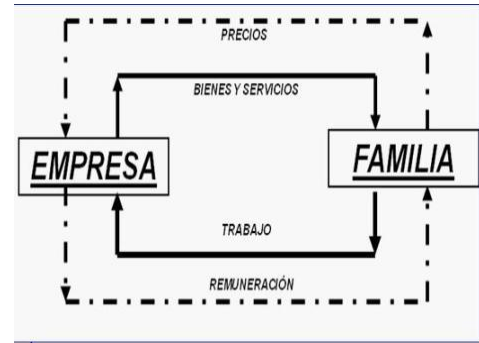 PRECIOS
BIENES Y SERVICIOS
EMPRESA
FAMILIA
TRABAJO
REMUNERACIÓN